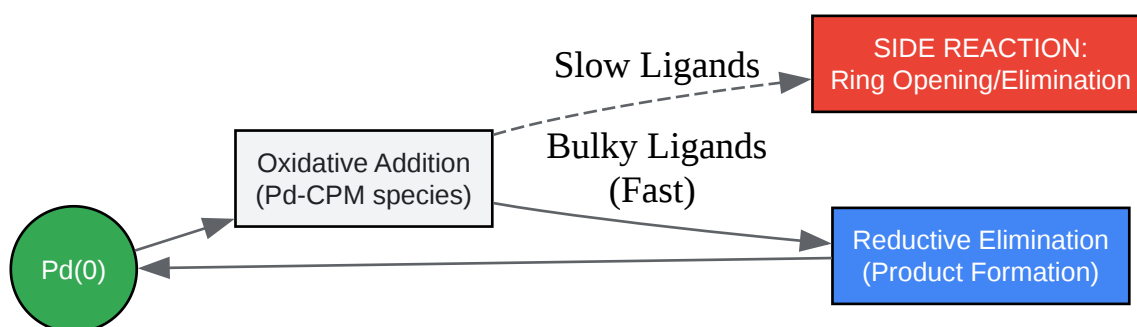 SIDE REACTION:
Ring Opening/Elimination
Slow Ligands
Bulky Ligands
(Fast)
Oxidative Addition
(Pd-CPM species)
Reductive Elimination
(Product Formation)
Pd(0)